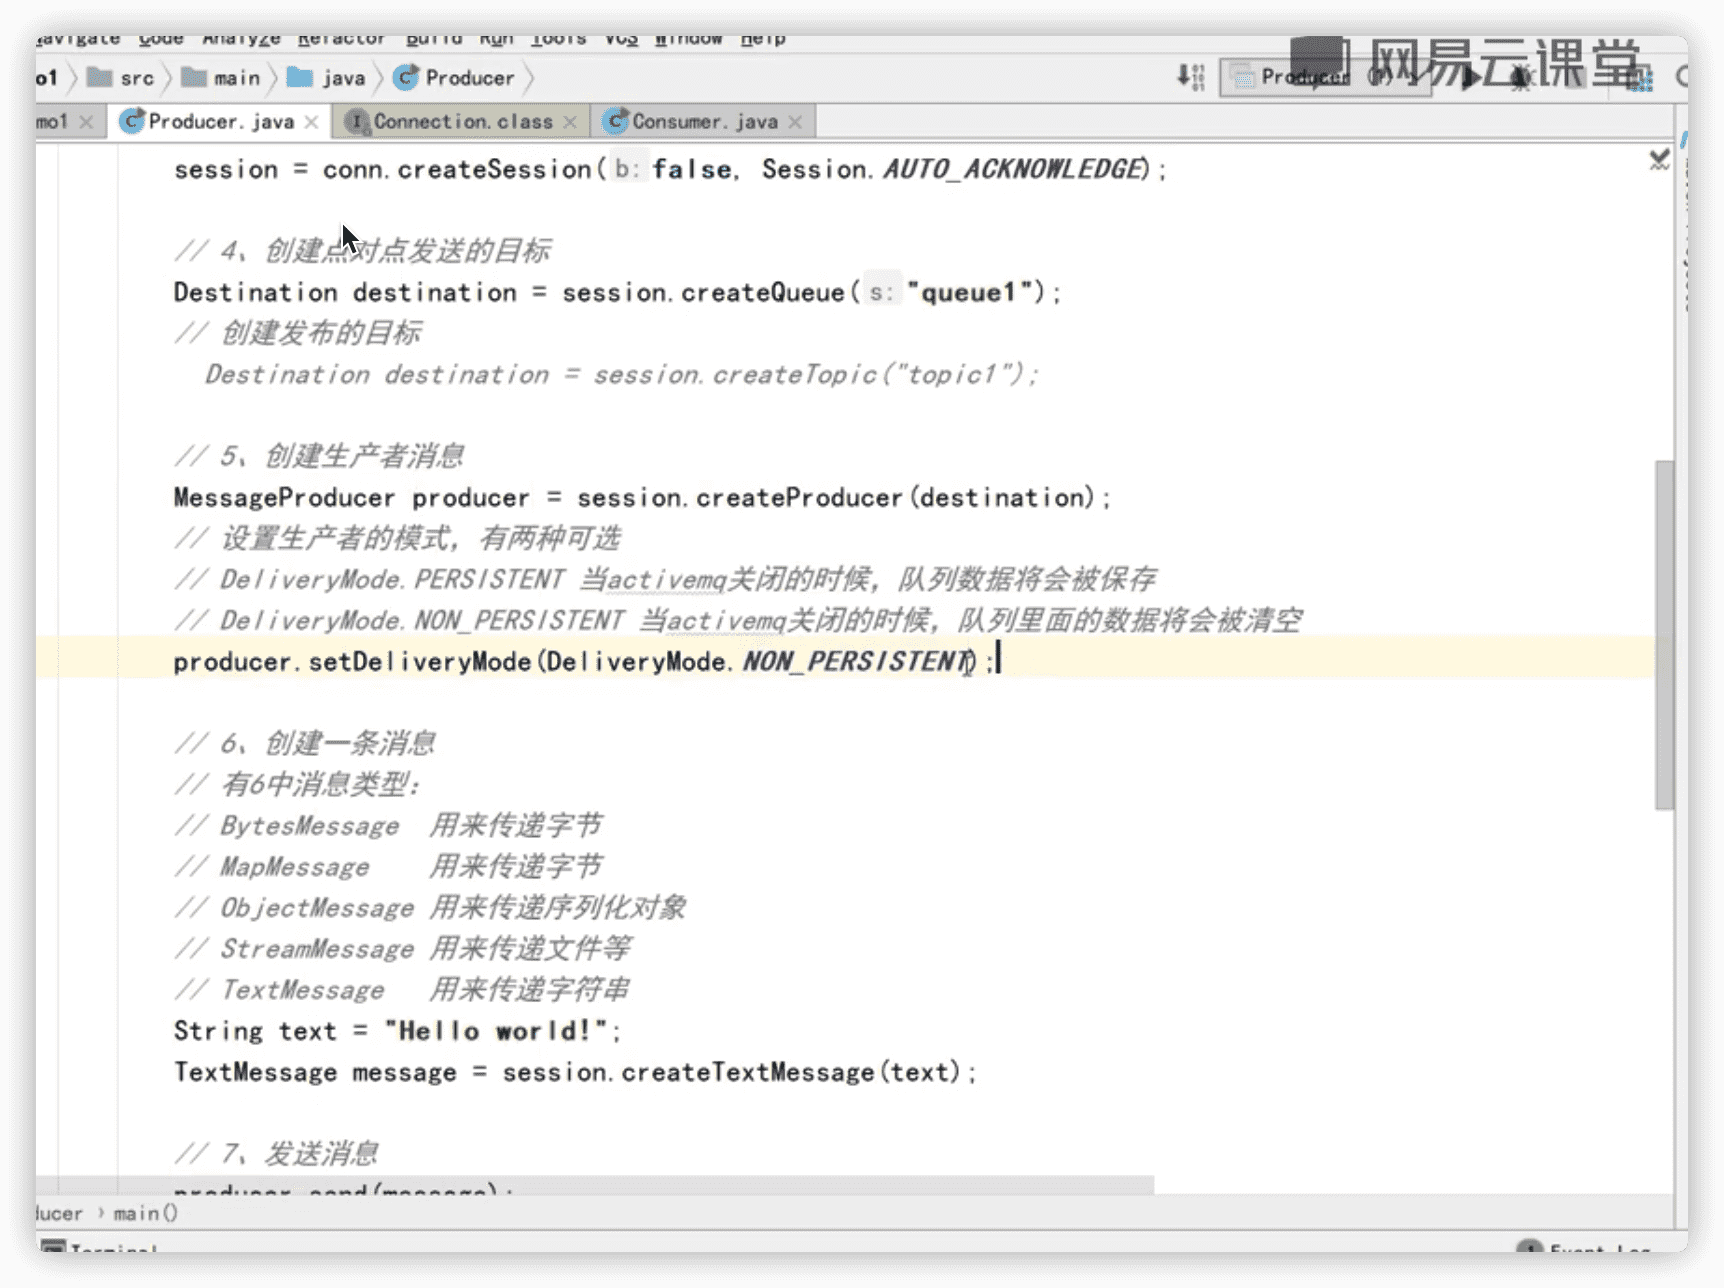 Navigate Code Analyze Refactor Build Run Tools VCS Window Help
网易云课堂
o1 src main java Producer
Producer
mo1 Producer.java Connection.class Consumer.java
session = conn.createSession( b: false, Session.AUTO_ACKNOWLEDGE);
// 4、创建点对点发送的目标
Destination destination = session.createQueue( s: "queue1");
// 创建发布的目标
Destination destination = session.createTopic("topic1");
// 5、创建生产者消息
MessageProducer producer = session.createProducer(destination);
// 设置生产者的模式，有两种可选
// DeliveryMode.PERSISTENT 当activemq关闭的时候，队列数据将会被保存
// DeliveryMode.NON_PERSISTENT 当activemq关闭的时候，队列里面的数据将会被清空
producer.setDeliveryMode(DeliveryMode.NON_PERSISTENT);
// 6、创建一条消息
// 有6中消息类型：
// BytesMessage 用来传递字节
// MapMessage 用来传递字节
// ObjectMessage 用来传递序列化对象
// StreamMessage 用来传递文件等
// TextMessage 用来传递字符串
String text = "Hello world!";
TextMessage message = session.createTextMessage(text);
// 7、发送消息
producer.send(message);
ducer › main()
Terminal
1 Event Log